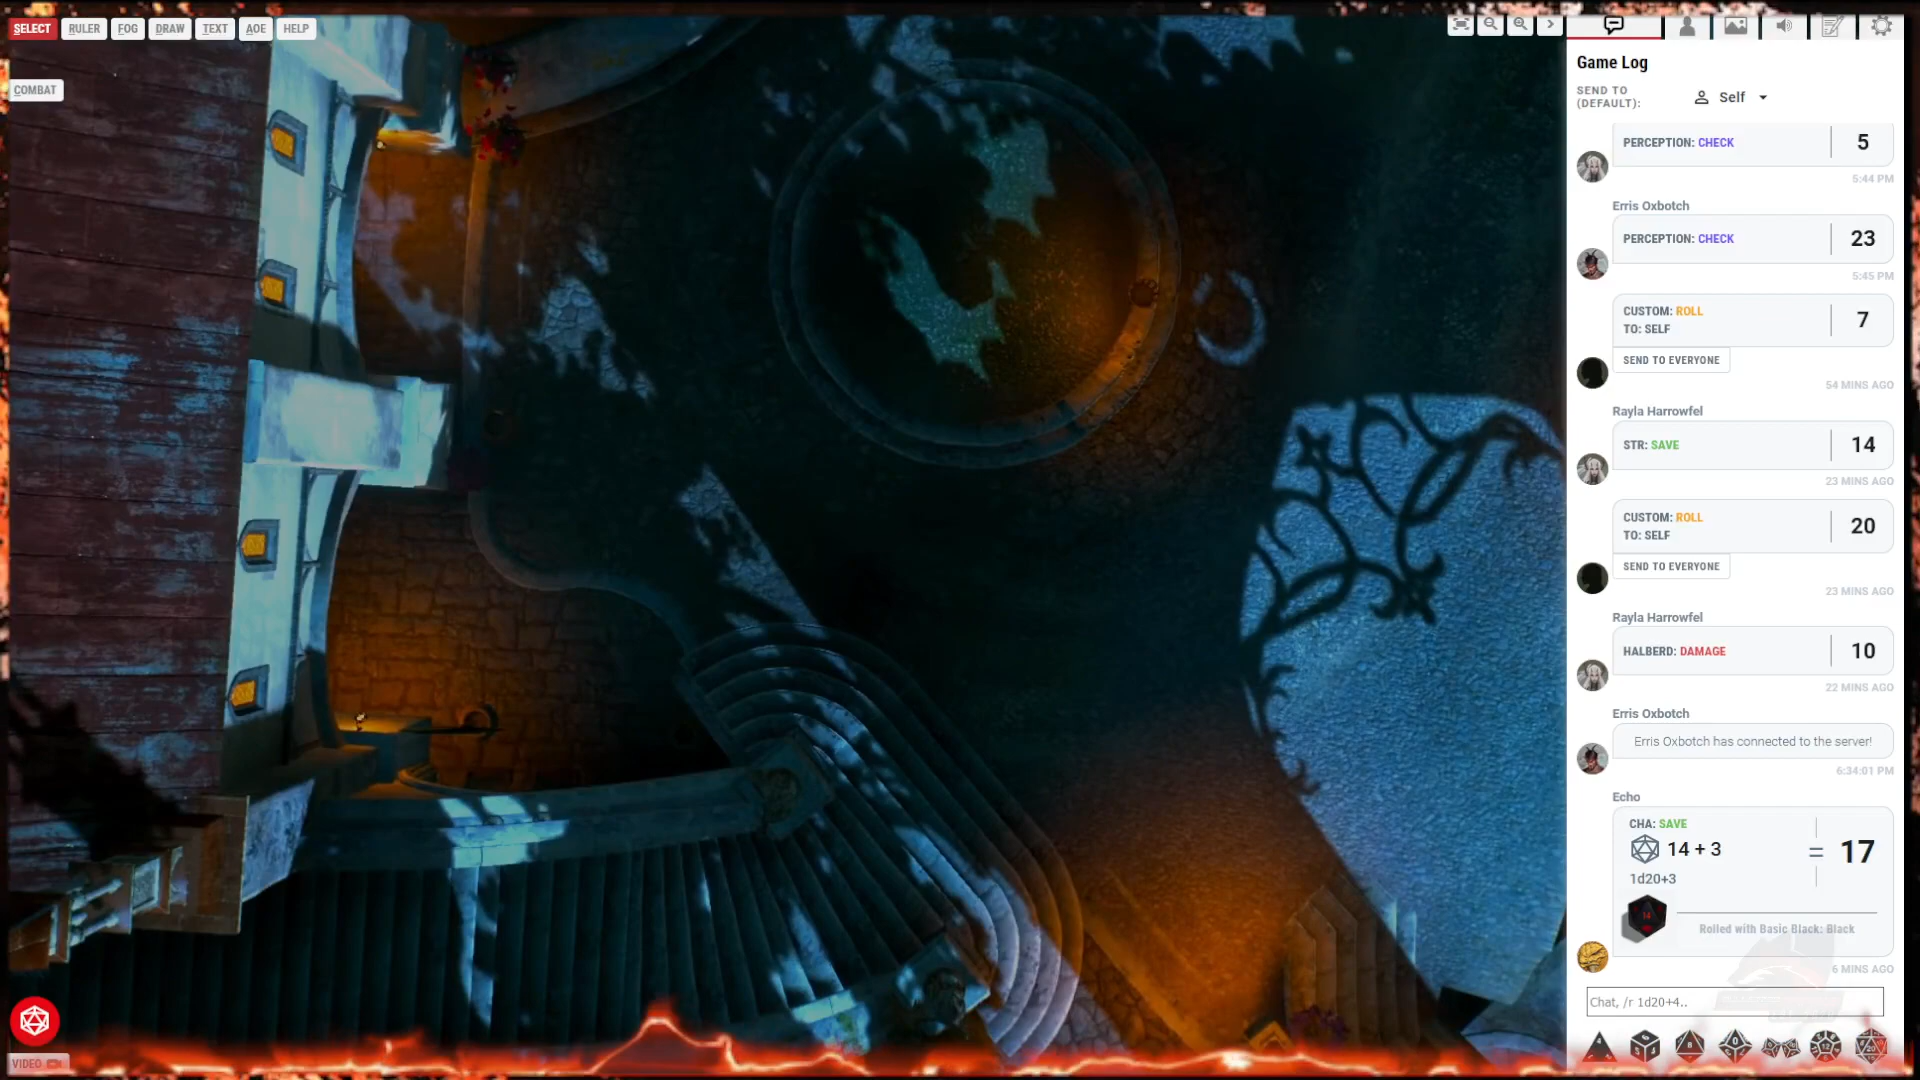 SELECT RULER FOG DRAW TEXT AOE HELP
COMBAT
VIDEO
Game Log
SEND TO
(DEFAULT):
Self
PERCEPTION: CHECK 5
5:44 PM
Erris Oxbotch
PERCEPTION: CHECK 23
5:45 PM
CUSTOM: ROLL
TO: SELF
7
SEND TO EVERYONE
54 MINS AGO
Rayla Harrowfel
STR: SAVE 14
23 MINS AGO
CUSTOM: ROLL
TO: SELF
20
SEND TO EVERYONE
23 MINS AGO
Rayla Harrowfel
HALBERD: DAMAGE 10
22 MINS AGO
Erris Oxbotch
Erris Oxbotch has connected to the server!
6:34:01 PM
Echo
CHA: SAVE
14 + 3 = 17
1d20+3
14
Rolled with Basic Black: Black
6 MINS AGO
Chat, /r 1d20+4..